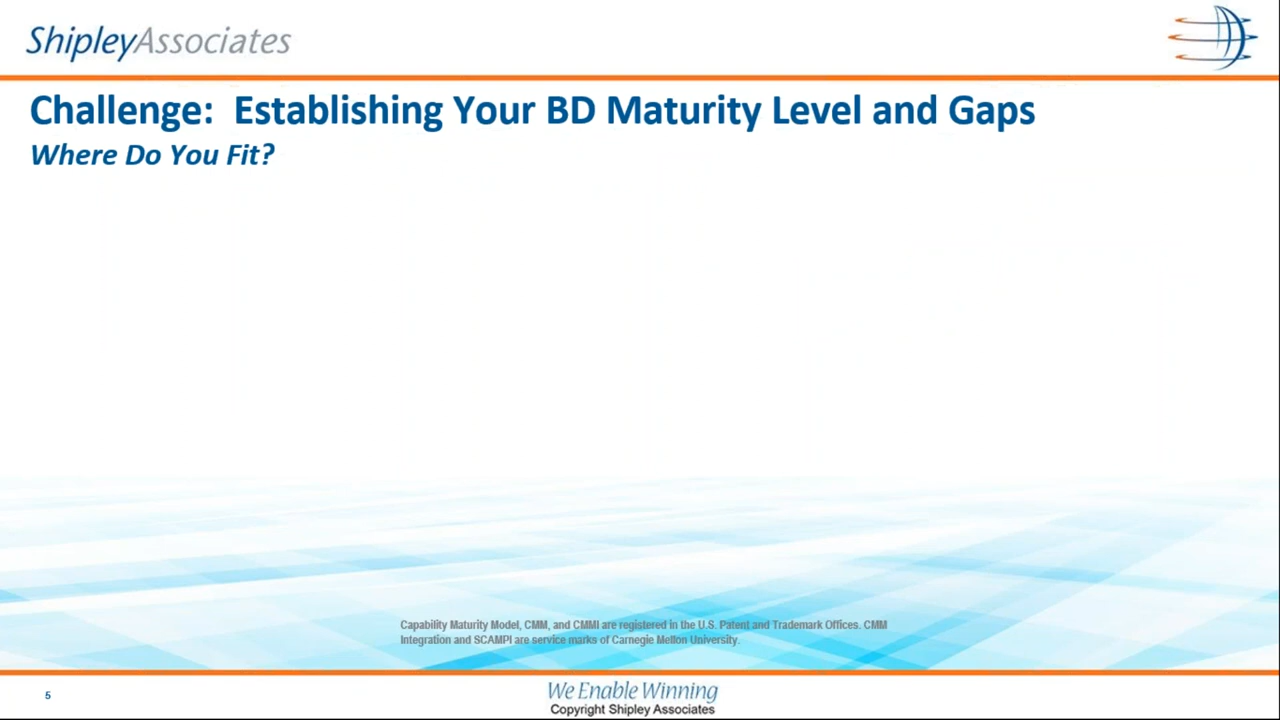 ShipleyAssociates
Challenge: Establishing Your BD Maturity Level and Gaps
Where Do You Fit?
Capability Maturity Model, CMM, and CMMI are registered in the U.S. Patent and Trademark Offices. CMM
Integration and SCAMPI are service marks of Carnegie Mellon University.
5
We Enable Winning
Copyright Shipley Associates